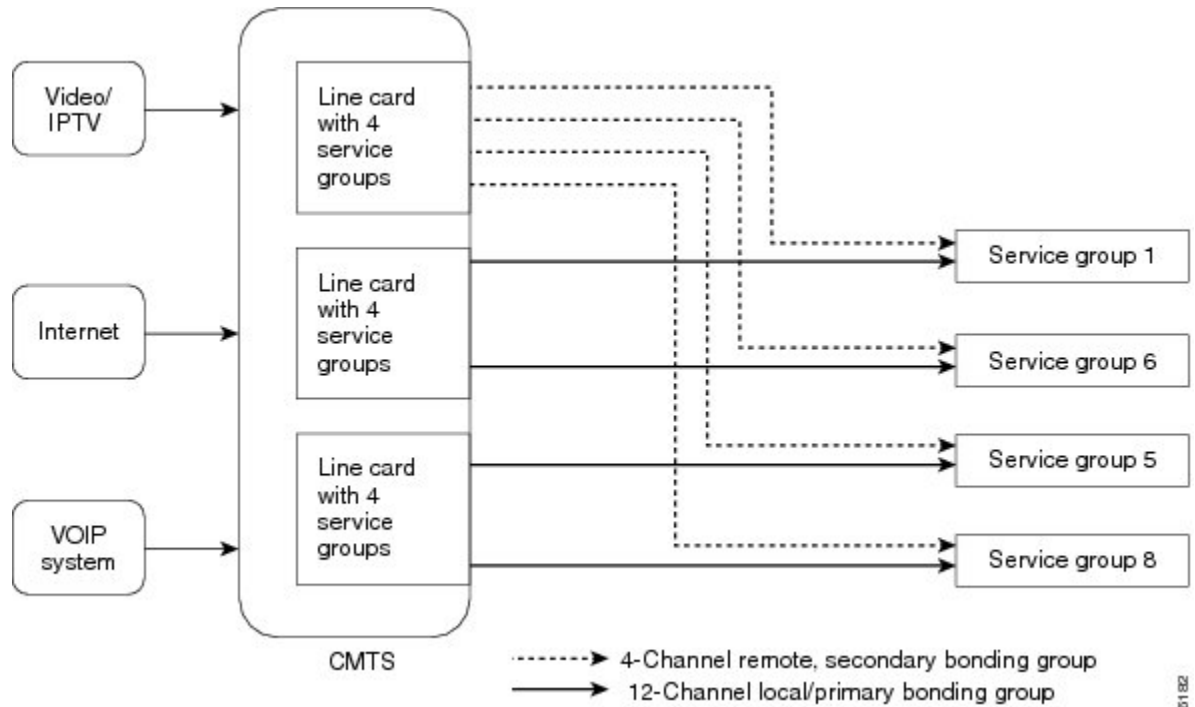 Video/
IPTV
Line card
with 4
service
groups
Service group 1
Internet
Line card
with 4
service
groups
Service group 6
Line card
with 4
service
groups
Service group 5
VOIP
system
Service group 8
CMTS
4-Channel remote, secondary bonding group
12-Channel local/primary bonding group